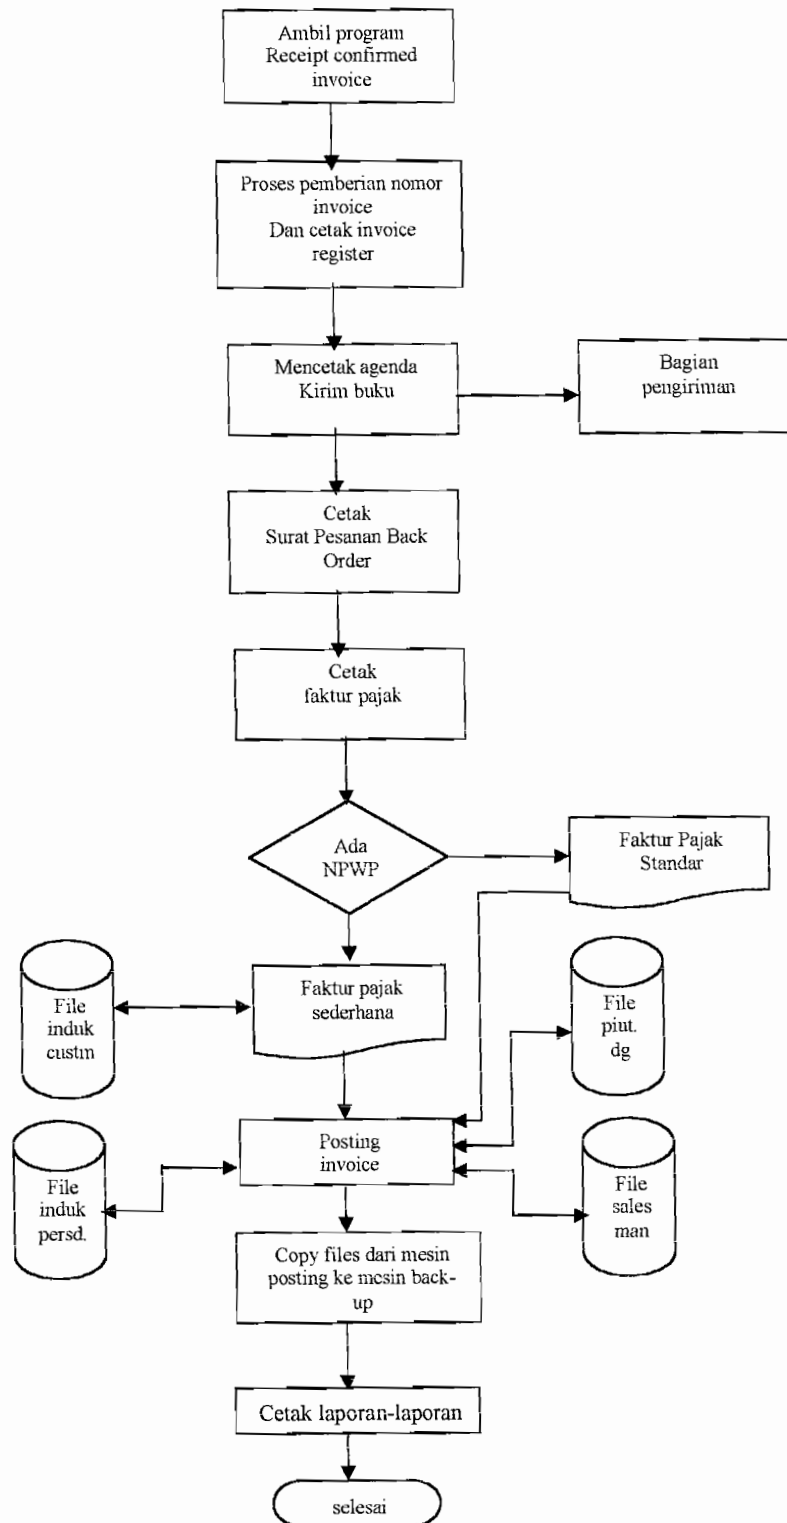 Ambil program
Receipt confirmed
invoice
Proses pemberian nomor
invoice
Dan cetak invoice
register
Mencetak agenda
Kirim buku
Bagian
pengiriman
Cetak
Surat Pesanan Back
Order
Cetak
faktur pajak
Ada
NPWP
Faktur Pajak
Standar
File
induk
custm
Faktur pajak
sederhana
File
piut.
dg
File
induk
persd.
Posting
invoice
File
sales
man
Copy files dari mesin
posting ke mesin back-
up
Cetak laporan-laporan
selesai